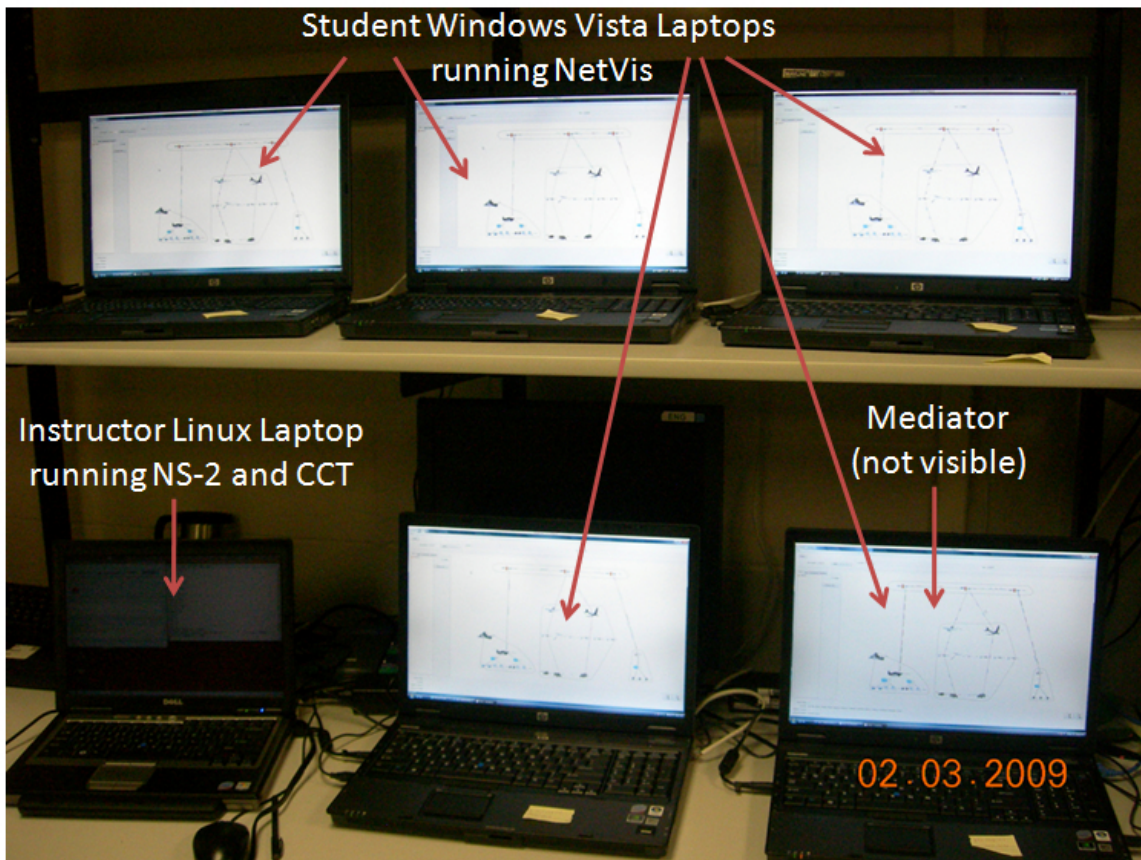 Student Windows Vista Laptops
running NetVis
Instructor Linux Laptop
running NS-2 and CCT
Mediator
(not visible)
DELL
02.03.2009